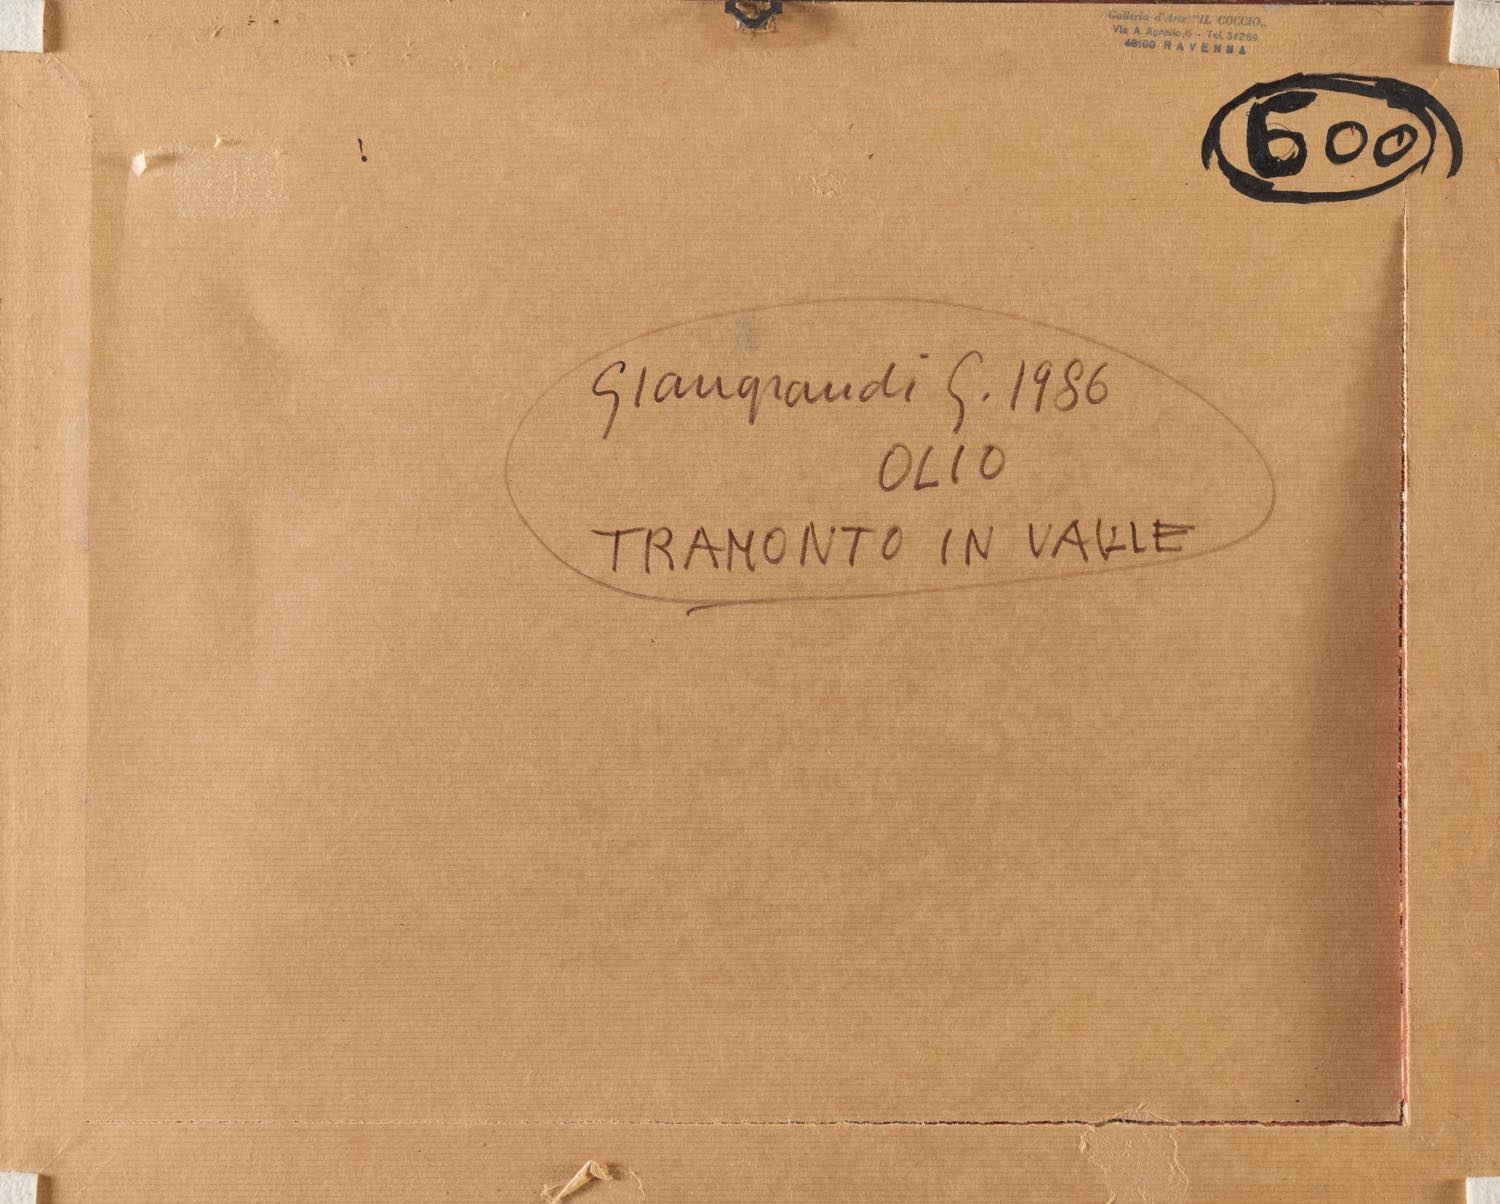 Galleria d'Arte "IL COCCIO„
Via A. Agnello, 6 - Tel. 34269
48100 RAVENNA
600
Giangrandi G. 1986
OLIO
TRAMONTO IN VALLE